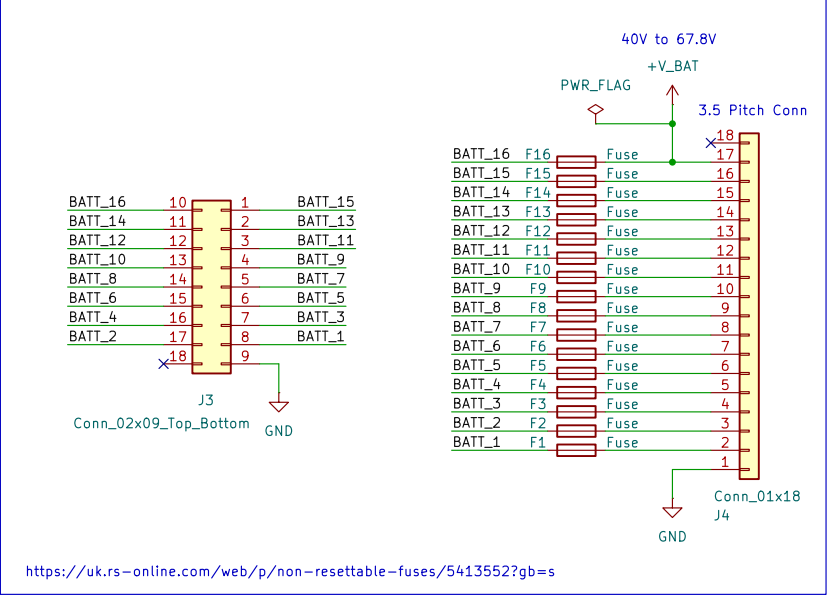 40V to 67.8V
+V_BAT
PWR_FLAG
3.5 Pitch Conn
18
BATT_16 F16 Fuse 17
BATT_15 F15 Fuse 16
BATT_14 F14 Fuse 15
BATT_13 F13 Fuse 14
BATT_12 F12 Fuse 13
BATT_11 F11 Fuse 12
BATT_10 F10 Fuse 11
BATT_9 F9 Fuse 10
BATT_8 F8 Fuse 9
BATT_7 F7 Fuse 8
BATT_6 F6 Fuse 7
BATT_5 F5 Fuse 6
BATT_4 F4 Fuse 5
BATT_3 F3 Fuse 4
BATT_2 F2 Fuse 3
BATT_1 F1 Fuse 2
1
Conn_01x18
J4
GND
BATT_16 10 1 BATT_15
BATT_14 11 2 BATT_13
BATT_12 12 3 BATT_11
BATT_10 13 4 BATT_9
BATT_8 14 5 BATT_7
BATT_6 15 6 BATT_5
BATT_4 16 7 BATT_3
BATT_2 17 8 BATT_1
18 9
J3
Conn_02x09_Top_Bottom
GND
https://uk.rs-online.com/web/p/non-resettable-fuses/5413552?gb=s